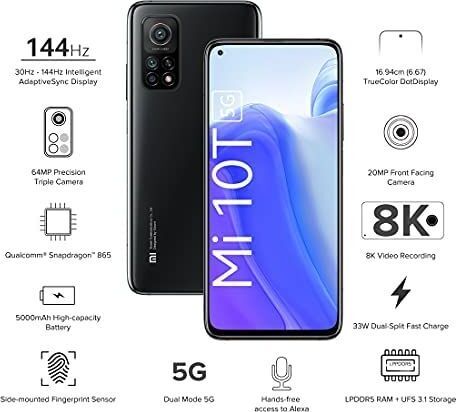 144Hz
30Hz - 144Hz Intelligent
AdaptiveSync Display
64MP Precision
Triple Camera
Qualcomm® Snapdragon™ 865
5000mAh High-capacity
Battery
Side-mounted Fingerprint Sensor
mi
Mi 10T 5G
5G
Dual Mode 5G
Hands-free
access to Alexa
16.94cm (6.67)
TrueColor DotDisplay
20MP Front Facing
Camera
8K
8K Video Recording
33W Dual-Split Fast Charge
LPDDR5
LPDDR5 RAM + UFS 3.1 Storage